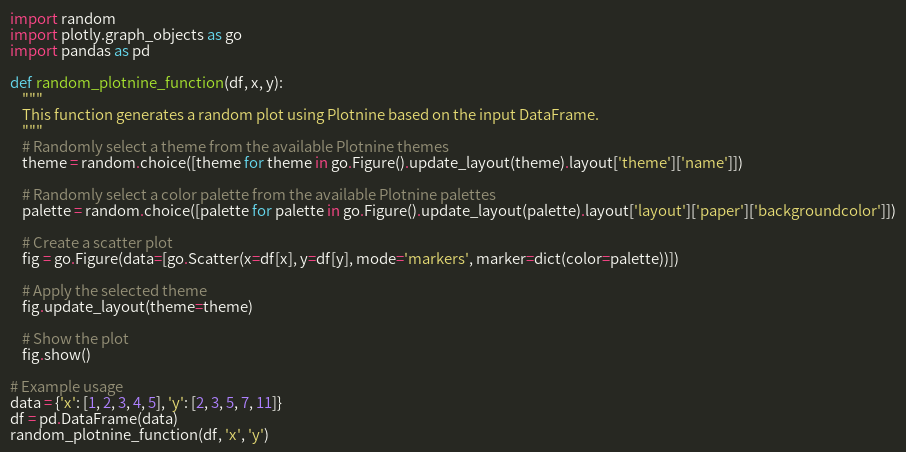 import random
import plotly.graph_objects as go
import pandas as pd
def random_plotnine_function(df, x, y):
"""
This function generates a random plot using Plotnine based on the input DataFrame.
"""
# Randomly select a theme from the available Plotnine themes
theme = random.choice([theme for theme in go.Figure().update_layout(theme).layout['theme']['name']])
# Randomly select a color palette from the available Plotnine palettes
palette = random.choice([palette for palette in go.Figure().update_layout(palette).layout['layout']['paper']['backgroundcolor']])
# Create a scatter plot
fig = go.Figure(data=[go.Scatter(x=df[x], y=df[y], mode='markers', marker=dict(color=palette))])
# Apply the selected theme
fig.update_layout(theme=theme)
# Show the plot
fig.show()
# Example usage
data = {'x': [1, 2, 3, 4, 5], 'y': [2, 3, 5, 7, 11]}
df = pd.DataFrame(data)
random_plotnine_function(df, 'x', 'y')